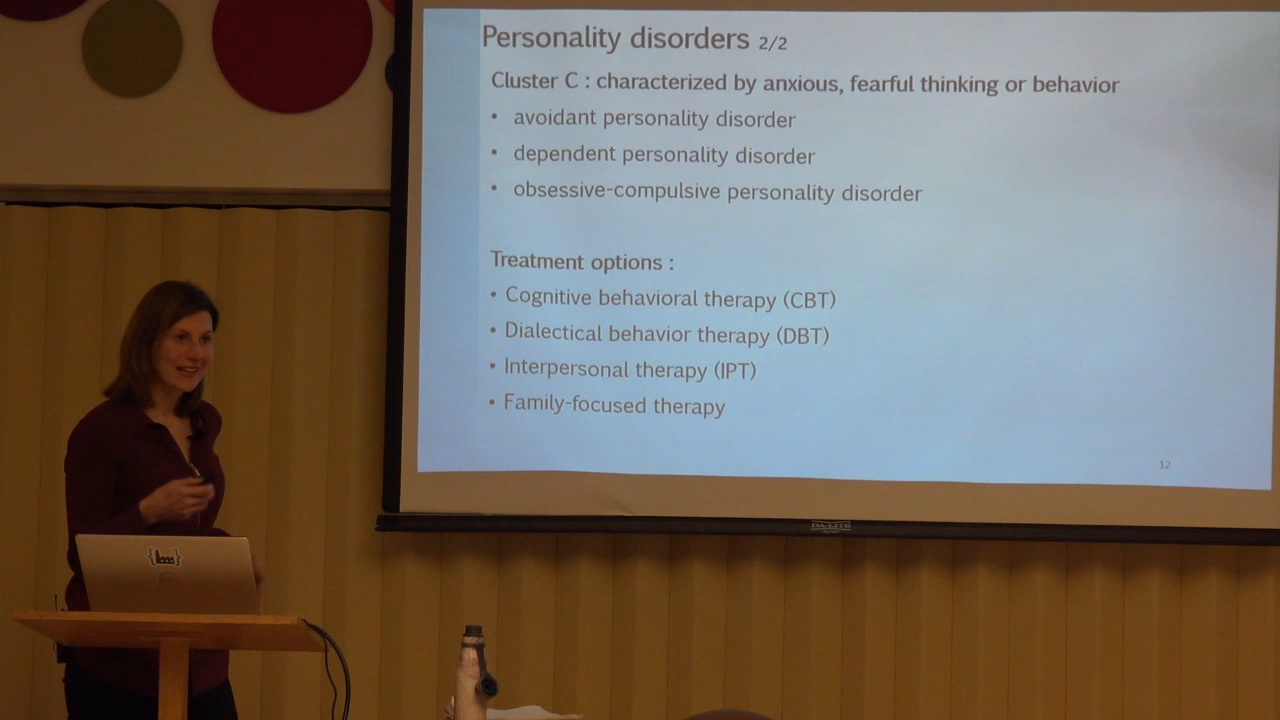 Personality disorders 2/2
Cluster C : characterized by anxious, fearful thinking or behavior
• avoidant personality disorder
• dependent personality disorder
• obsessive-compulsive personality disorder
Treatment options :
• Cognitive behavioral therapy (CBT)
• Dialectical behavior therapy (DBT)
• Interpersonal therapy (IPT)
• Family-focused therapy
12
DA-LITE